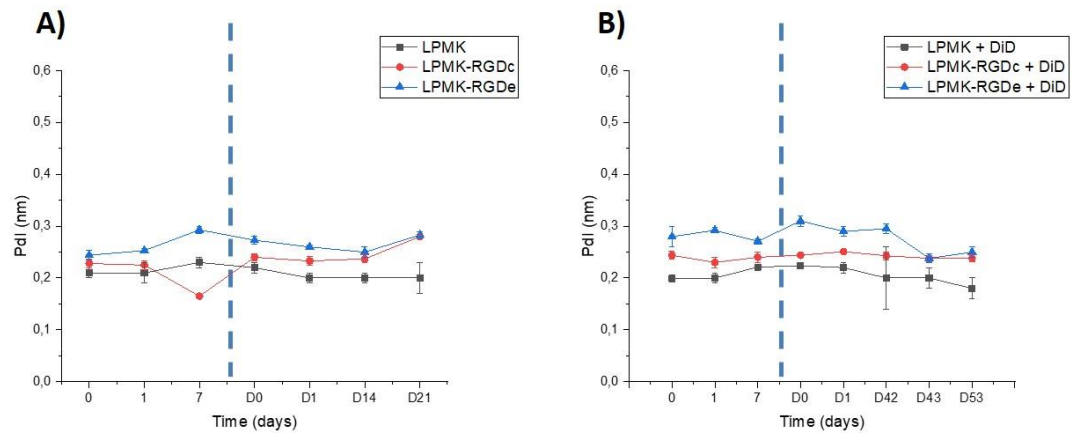 A)
LPMK
LPMK-RGDc
LPMK-RGDe
0,6
0,5
0,4
0,3
0,2
0,1
0,0
PdI (nm)
0 1 7 D0 D1 D14 D21
Time (days)
B)
LPMK + DiD
LPMK-RGDc + DiD
LPMK-RGDe + DiD
0,6
0,5
0,4
0,3
0,2
0,1
0,0
PdI (nm)
0 1 7 D0 D1 D42 D43 D53
Time (days)